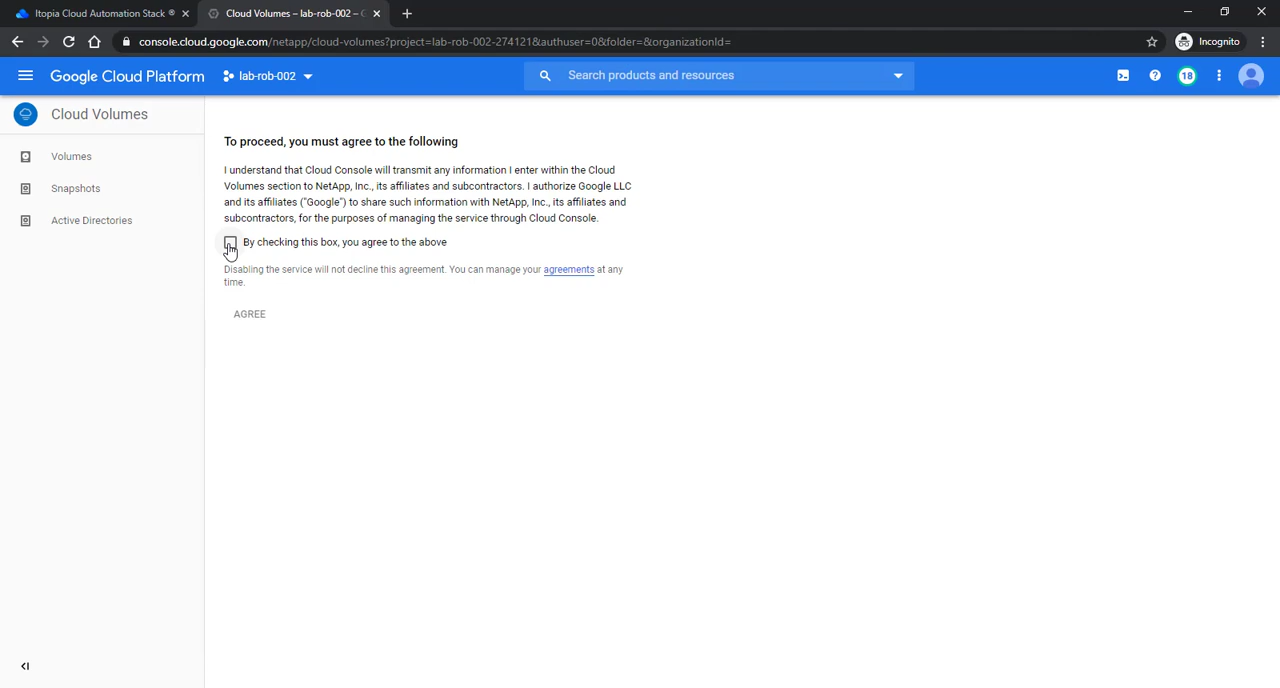 Itopia Cloud Automation Stack ®
Cloud Volumes – lab-rob-002 –
console.cloud.google.com/netapp/cloud-volumes?project=lab-rob-002-274121&authuser=0&folder=&organizationId=
Incognito
Google Cloud Platform
lab-rob-002
Search products and resources
18
Cloud Volumes
Volumes
Snapshots
Active Directories
To proceed, you must agree to the following
I understand that Cloud Console will transmit any information I enter within the Cloud
Volumes section to NetApp, Inc., its affiliates and subcontractors. I authorize Google LLC
and its affiliates ("Google") to share such information with NetApp, Inc., its affiliates and
subcontractors, for the purposes of managing the service through Cloud Console.
By checking this box, you agree to the above
Disabling the service will not decline this agreement. You can manage your agreements at any
time.
AGREE